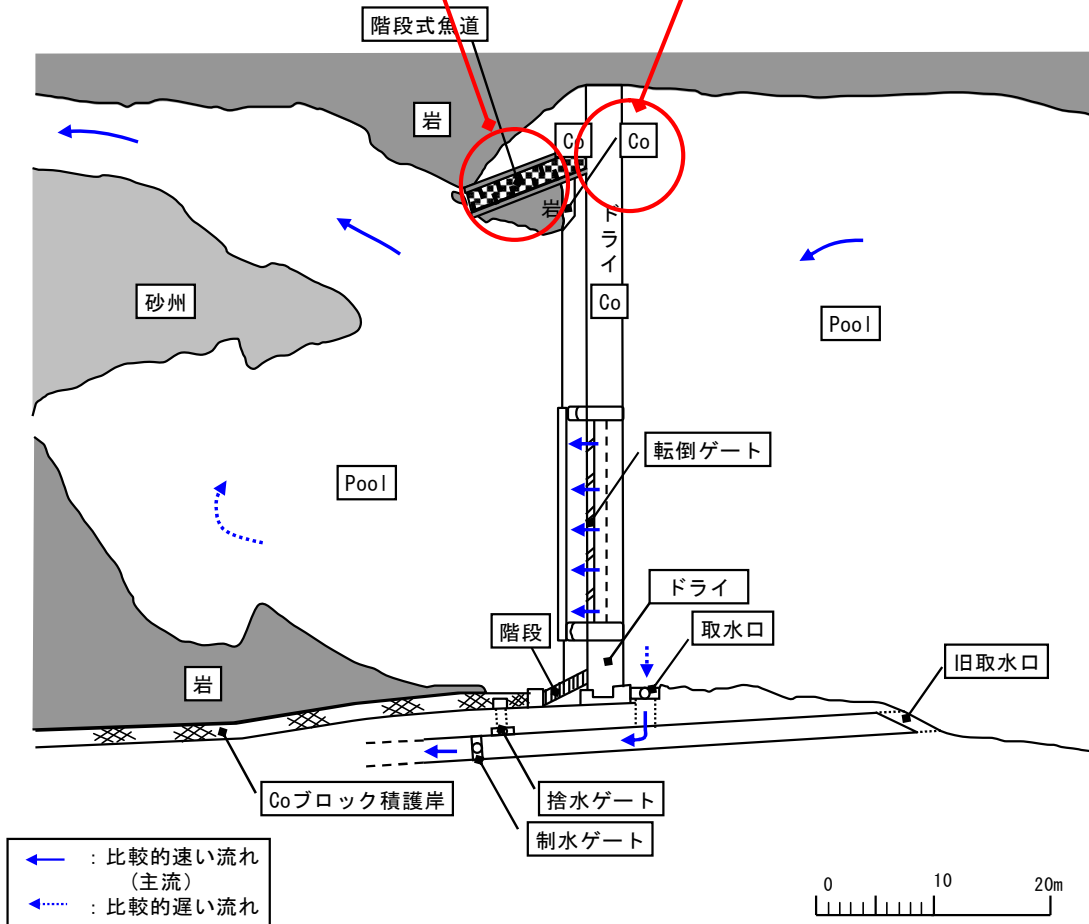 階段式魚道
岩
Co
Co
岩
ドライ
Co
砂州
Pool
転倒ゲート
Pool
ドライ
階段
取水口
旧取水口
岩
Coブロック積護岸
捨水ゲート
制水ゲート
：比較的速い流れ
(主流)
：比較的遅い流れ
0 10 20m